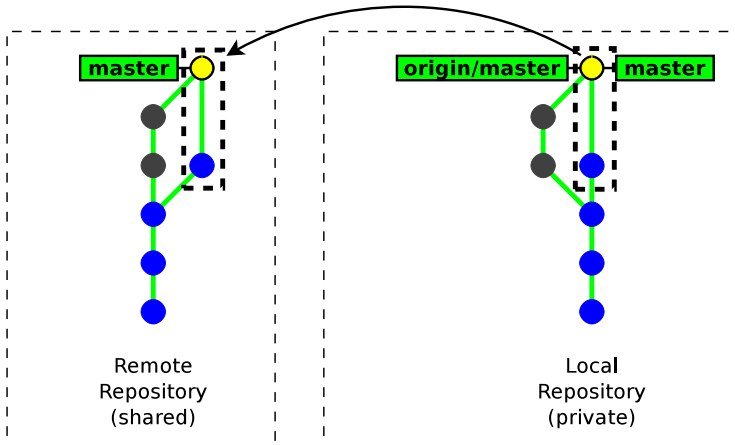 master
origin/master
master
Remote
Repository
(shared)
Local
Repository
(private)